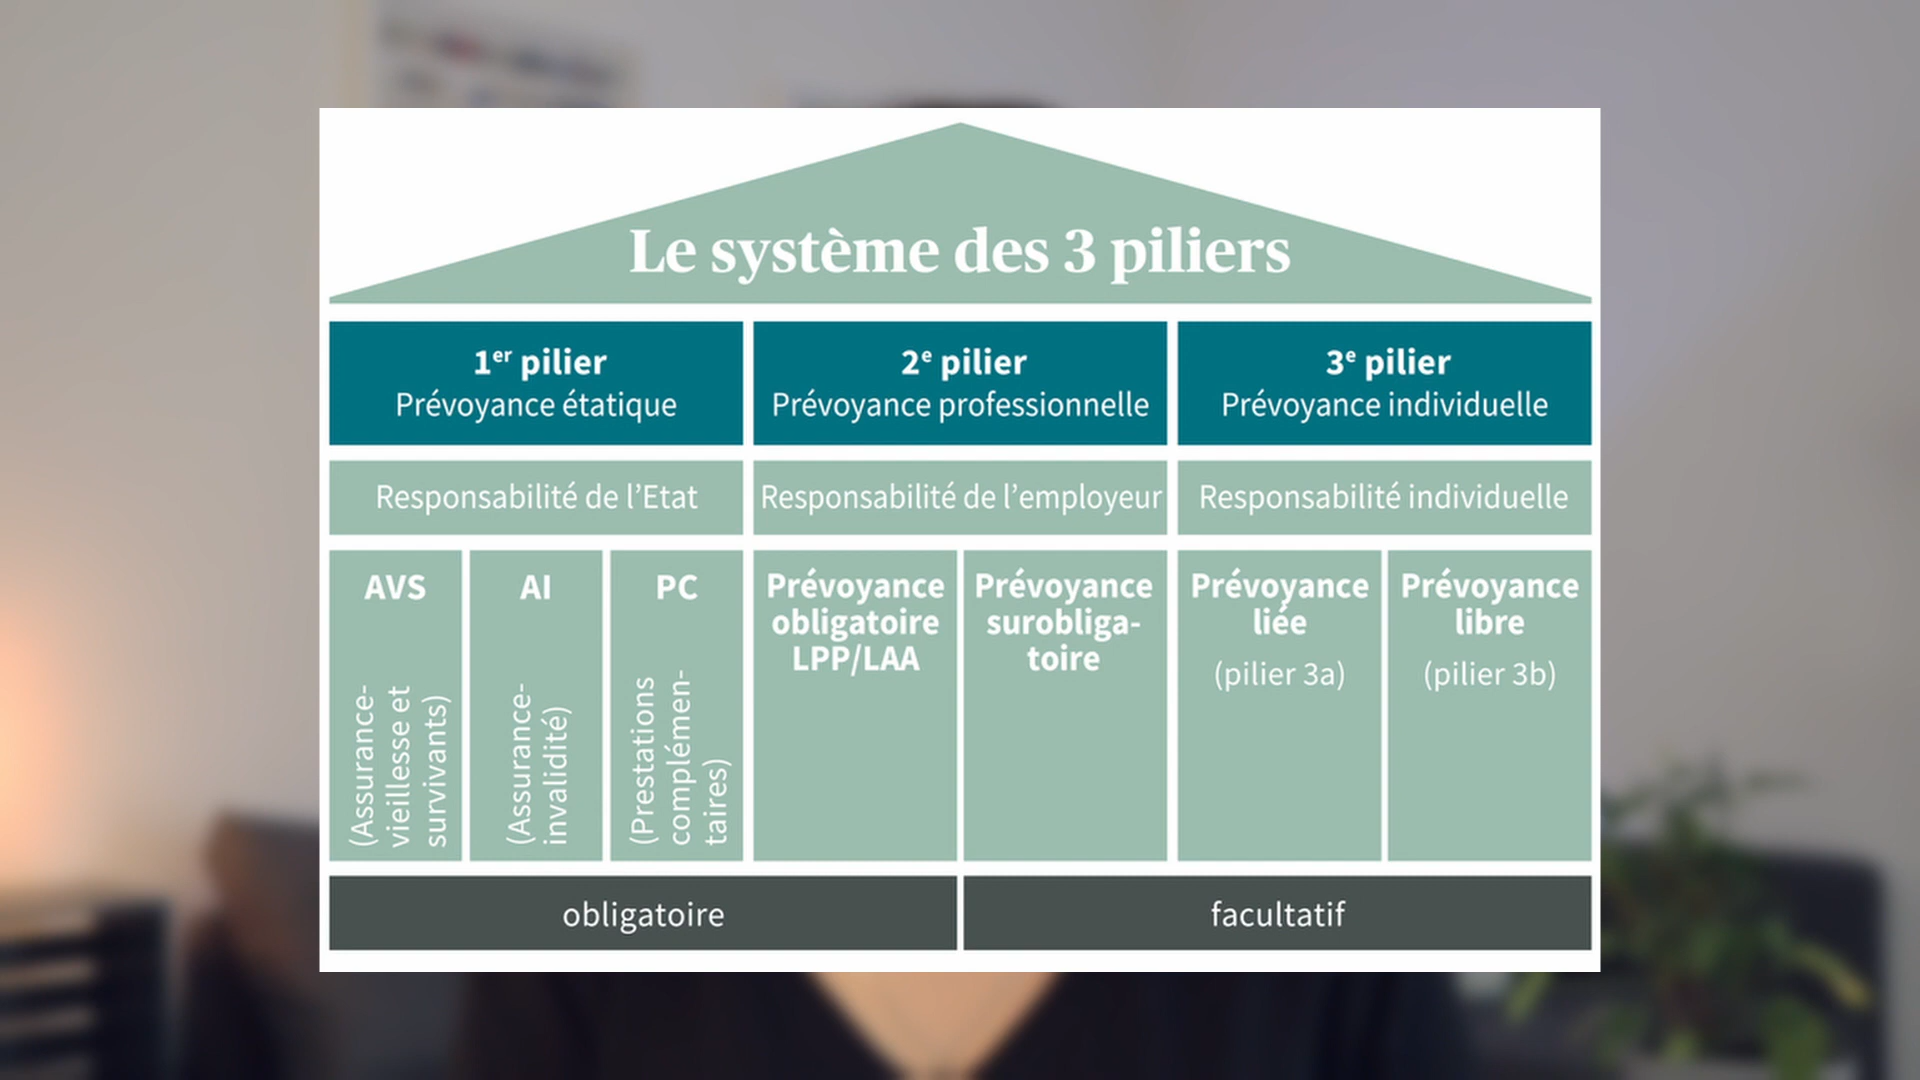 Le système des 3 piliers
1er pilier
Prévoyance étatique
2e pilier
Prévoyance professionnelle
3e pilier
Prévoyance individuelle
Responsabilité de l’Etat
Responsabilité de l’employeur
Responsabilité individuelle
AVS
(Assurance-
vieillesse et
survivants)
AI
(Assurance-
invalidité)
PC
(Prestations
complémen-
taires)
Prévoyance
obligatoire
LPP/LAA
Prévoyance
surobliga-
toire
Prévoyance
liée
(pilier 3a)
Prévoyance
libre
(pilier 3b)
obligatoire
facultatif